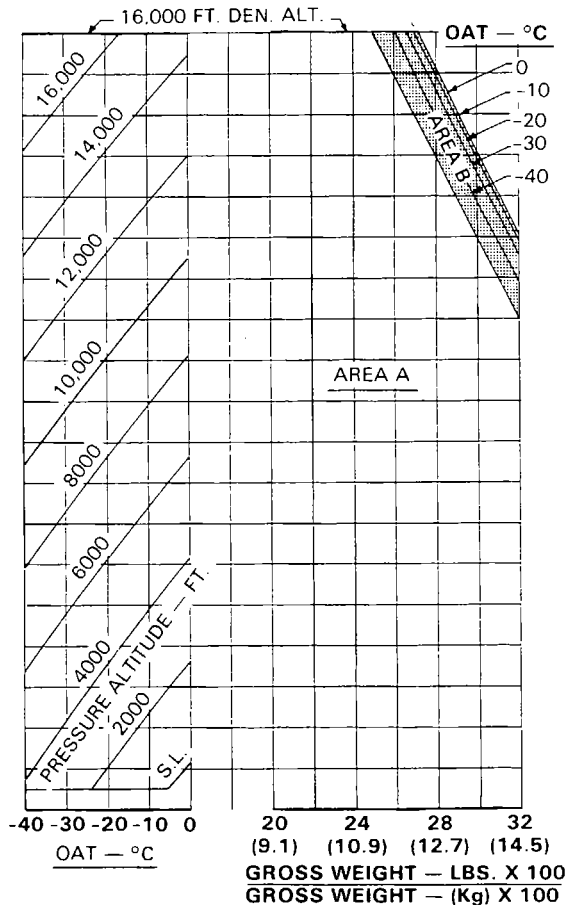 16,000 FT. DEN. ALT.
OAT — °C
0
-10
-20
-30
-40
AREA B
16,000
14,000
12,000
10,000
8000
6000
4000
2000
S.L.
PRESSURE ALTITUDE — FT.
AREA A
-40 -30 -20 -10 0
OAT — °C
20 24 28 32
(9.1) (10.9) (12.7) (14.5)
GROSS WEIGHT — LBS. X 100
GROSS WEIGHT — (Kg) X 100